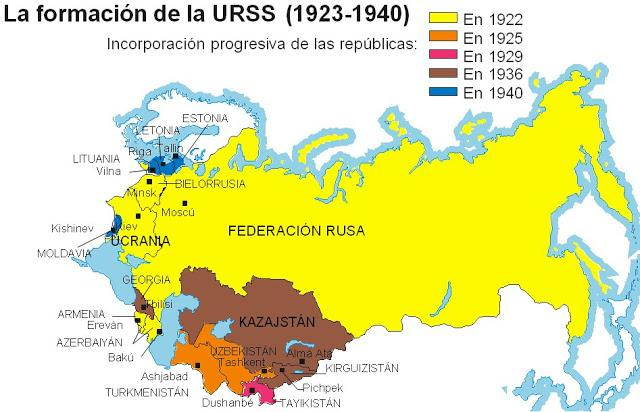 La formación de la URSS (1923-1940)
Incorporación progresiva de las repúblicas:
En 1922
En 1925
En 1929
En 1936
En 1940
ESTONIA
LETONIA
Riga Tallin
LITUANIA
Vilna
BIELORRUSIA
Minsk
Moscú
Kishinev
Kiev
UCRANIA
FEDERACIÓN RUSA
MOLDAVIA
GEORGIA
Tbilisi
ARMENIA
Ereván
KAZAJSTÁN
AZERBAIYÁN
Bakú
UZBEKISTÁN
Alma Ata
Tashkent
KIRGUIZISTÁN
Ashjabad
Pichpek
TURKMENISTÁN
Dushanbé
TAYIKISTÁN